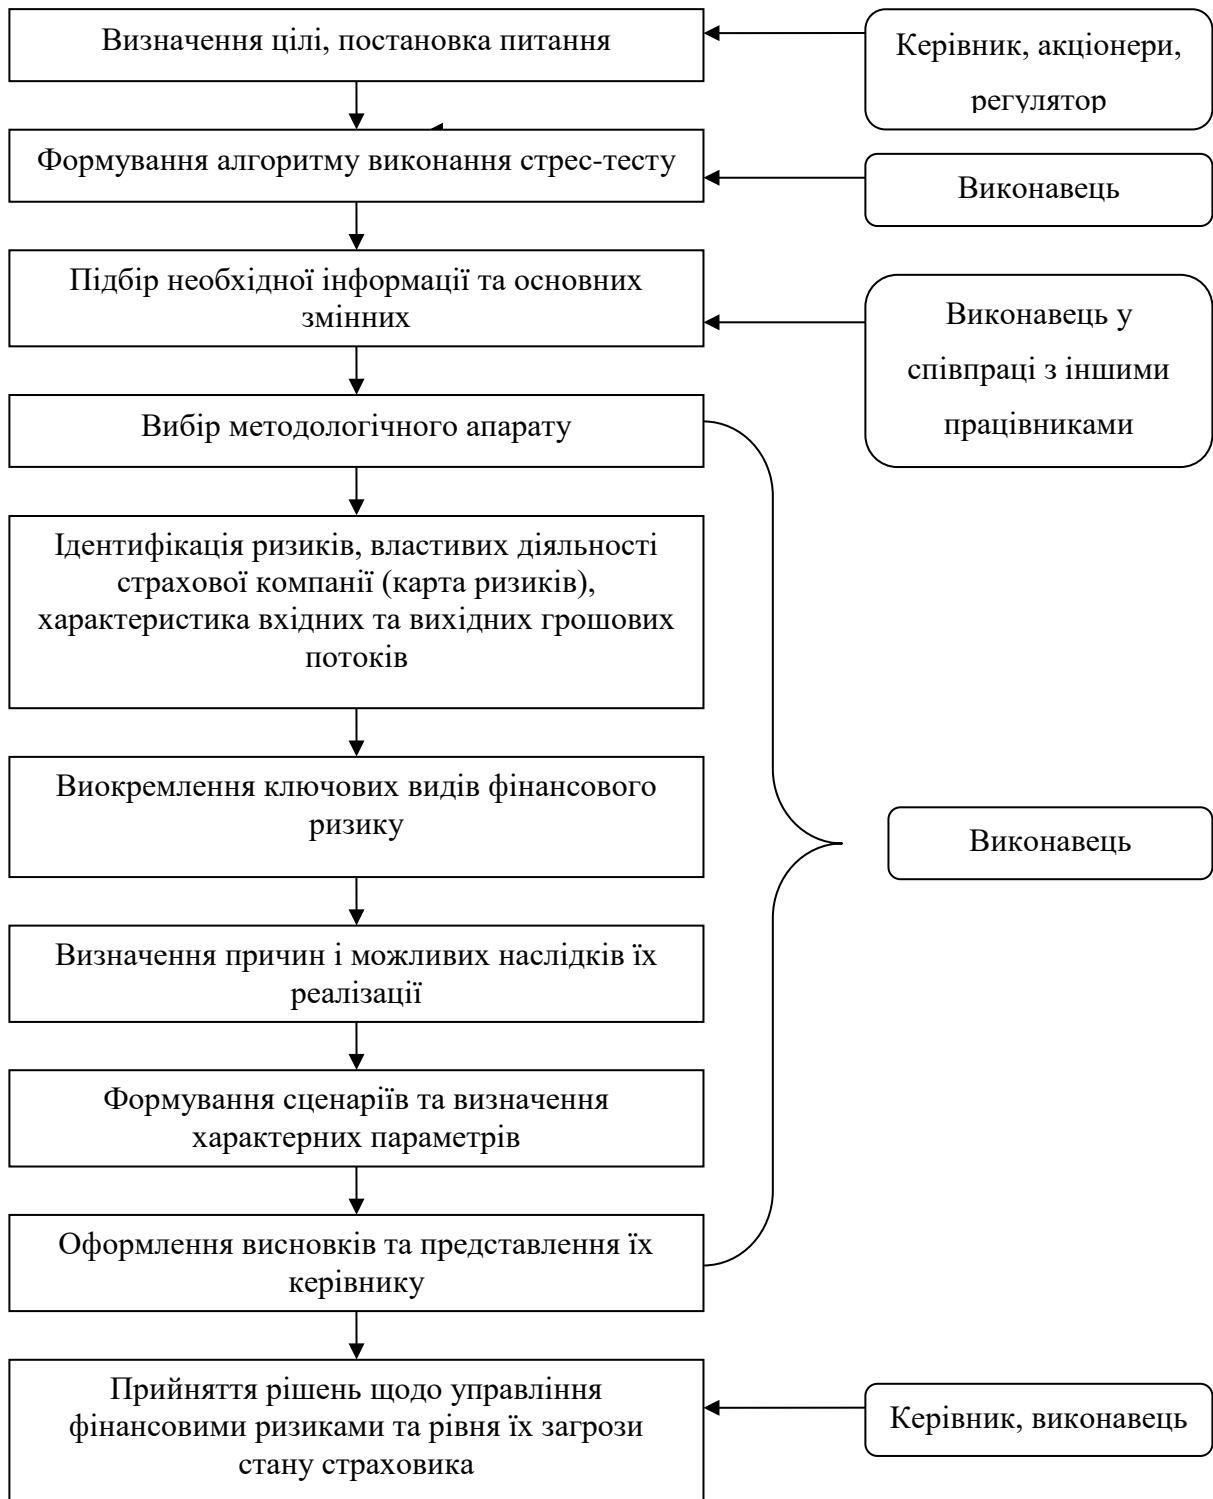 Визначення цілі, постановка питання
Керівник, акціонери,
регулятор
Формування алгоритму виконання стрес-тесту
Виконавець
Підбір необхідної інформації та основних
змінних
Виконавець у
співпраці з іншими
працівниками
Вибір методологічного апарату
Ідентифікація ризиків, властивих діяльності
страхової компанії (карта ризиків),
характеристика вхідних та вихідних грошових
потоків
Виокремлення ключових видів фінансового
ризику
Виконавець
Визначення причин і можливих наслідків їх
реалізації
Формування сценаріїв та визначення
характерних параметрів
Оформлення висновків та представлення їх
керівнику
Прийняття рішень щодо управління
фінансовими ризиками та рівня їх загрози
стану страховика
Керівник, виконавець